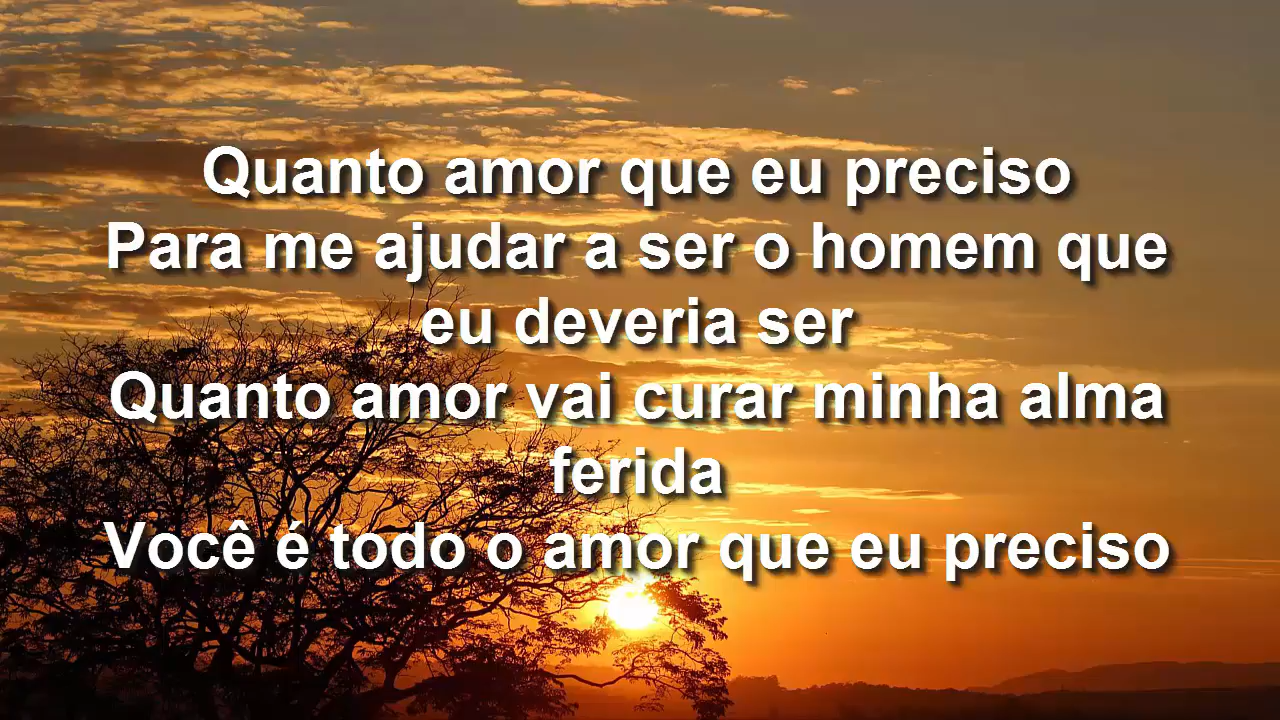 Quanto amor que eu preciso
Para me ajudar a ser o homem que
eu deveria ser
Quanto amor vai curar minha alma
ferida
Você é todo o amor que eu preciso